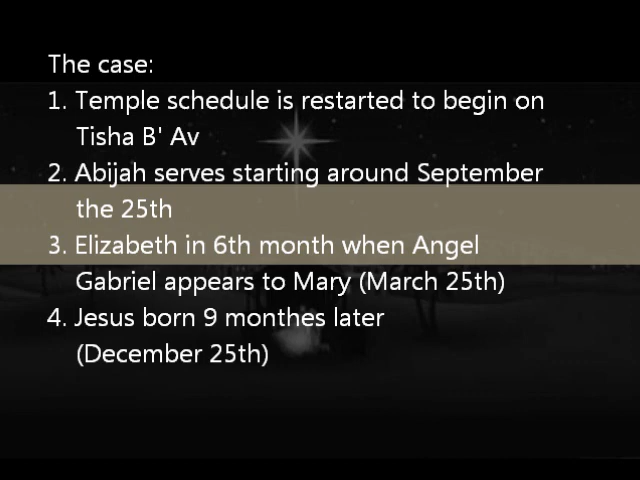 The case:
1. Temple schedule is restarted to begin on
Tisha B' Av
2. Abijah serves starting around September
the 25th
3. Elizabeth in 6th month when Angel
Gabriel appears to Mary (March 25th)
4. Jesus born 9 monthes later
(December 25th)